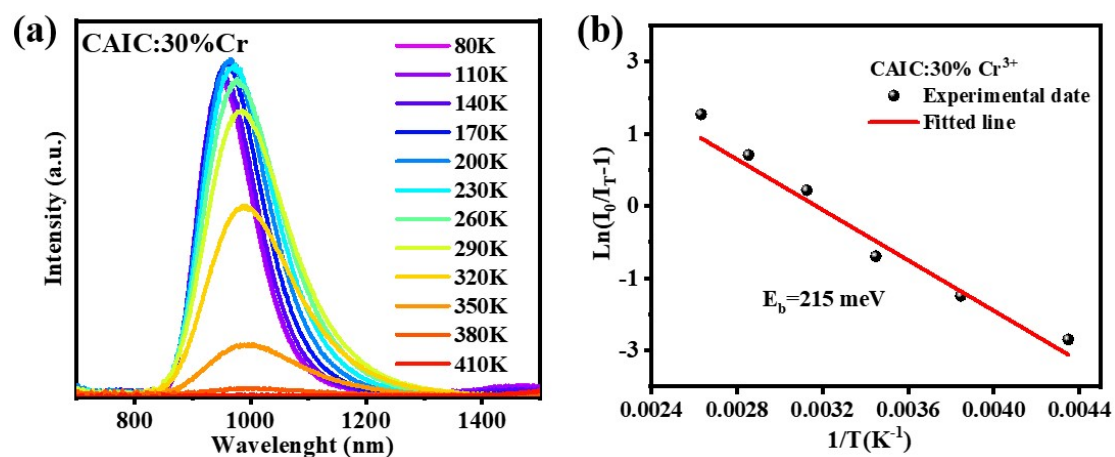 (a)
CAIC:30%Cr
80K
110K
140K
170K
200K
230K
260K
290K
320K
350K
380K
410K
Intensity (a.u.)
800 1000 1200 1400
Wavelenght (nm)
(b)
CAIC:30% Cr³⁺
Experimental date
Fitted line
E_b=215 meV
Ln(I₀/I_T-1)
3
1
0
-1
-3
0.0024 0.0028 0.0032 0.0036 0.0040 0.0044
1/T(K⁻¹)